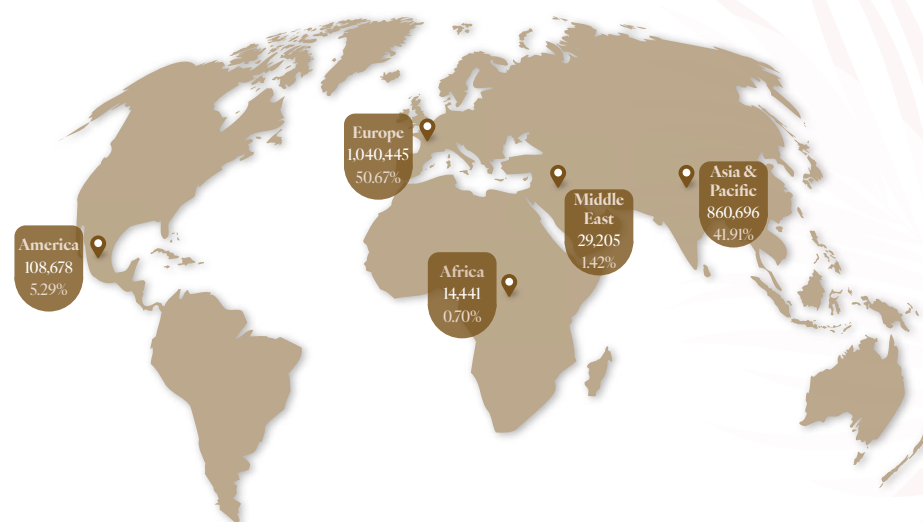 Europe
1,040,445
50.67%
Asia &
Pacific
860,696
41.91%
Middle
East
29,205
1.42%
America
108,678
5.29%
Africa
14,441
0.70%